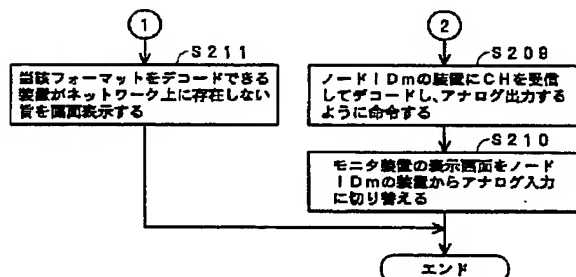 1
S211
当該フォーマットをデコードできる
装置がネットワーク上に存在しない
旨を画面表示する
2
S209
ノードIDmの装置にCHを受信
してデコードし、アナログ出力する
ように命令する
S210
モニタ装置の表示画面をノード
IDmの装置からアナログ入力
に切り替える
エンド